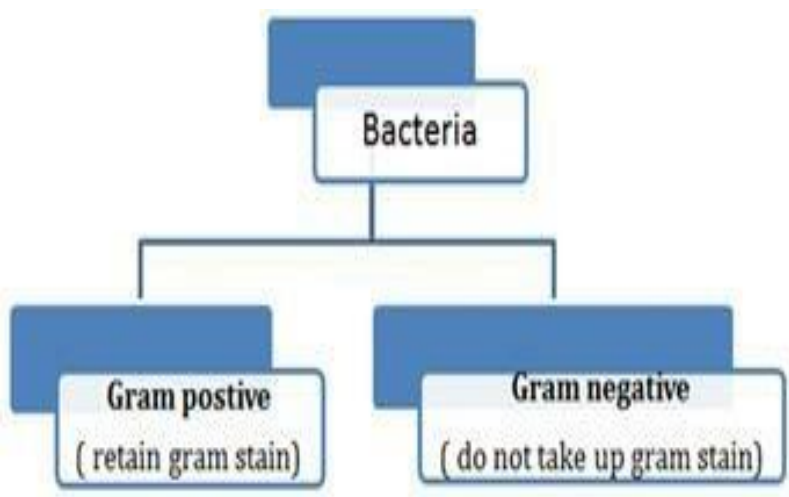 Bacteria
Gram postive
( retain gram stain)
Gram negative
( do not take up gram stain)